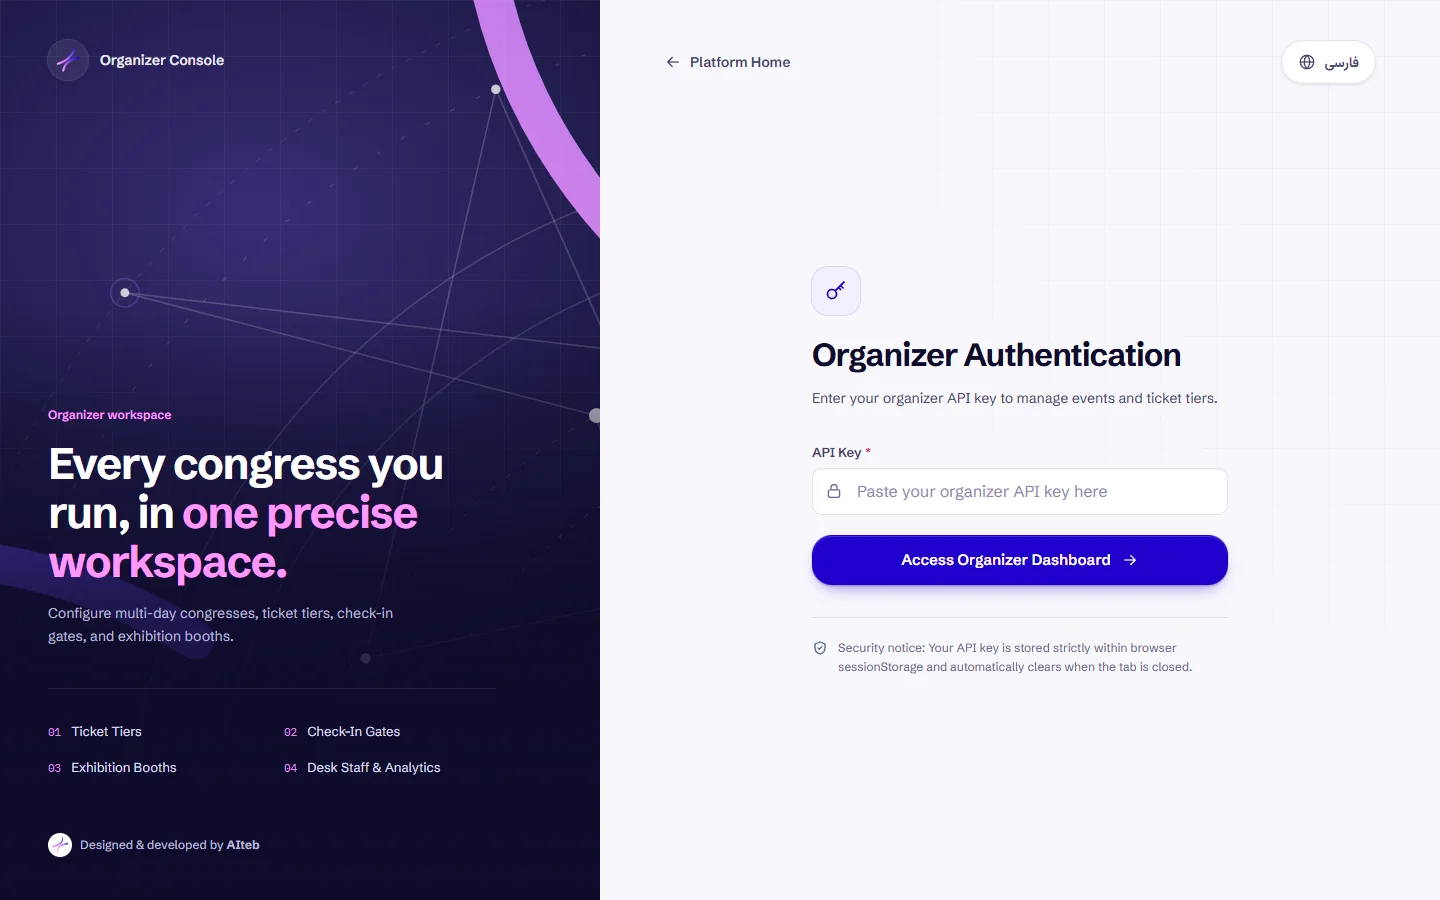 Organizer Console
Organizer workspace
Every congress you
run, in one precise
workspace.
Configure multi-day congresses, ticket tiers, check-in
gates, and exhibition booths.
01 Ticket Tiers
02 Check-In Gates
03 Exhibition Booths
04 Desk Staff & Analytics
Designed & developed by AIteb
← Platform Home
فارسی
Organizer Authentication
Enter your organizer API key to manage events and ticket tiers.
API Key *
Paste your organizer API key here
Access Organizer Dashboard →
Security notice: Your API key is stored strictly within browser
sessionStorage and automatically clears when the tab is closed.